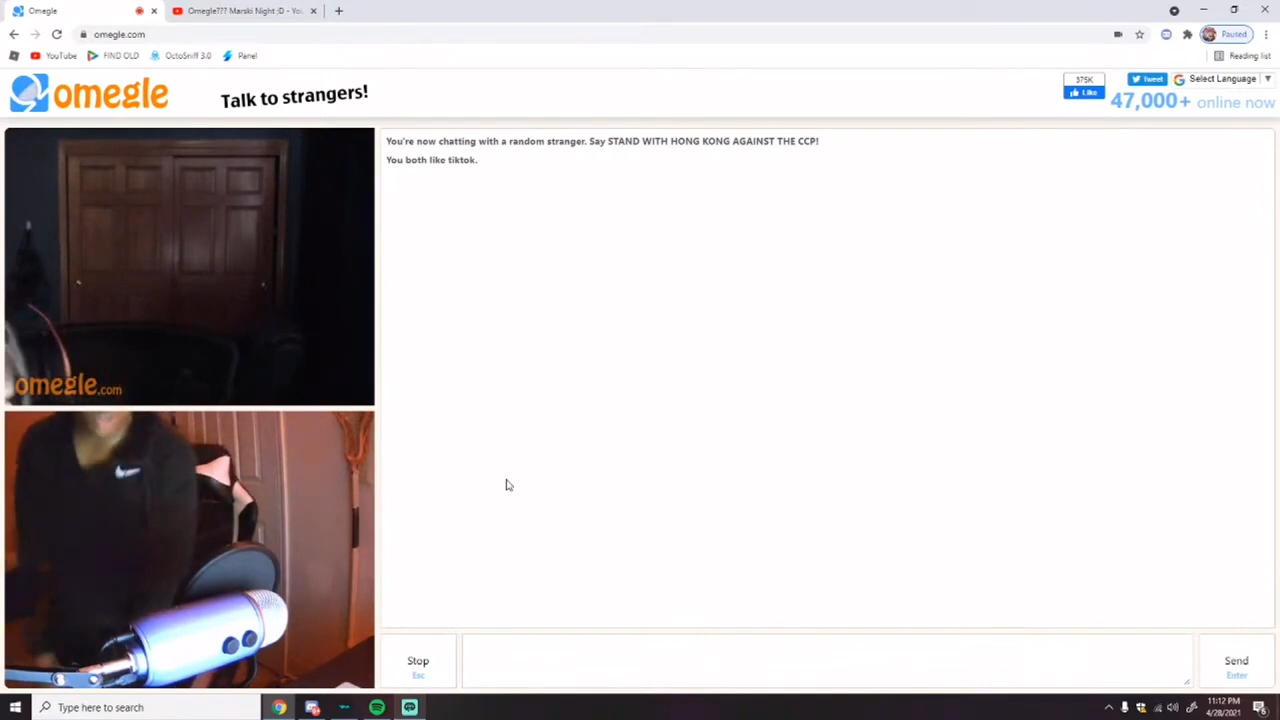 Omegle
Omegle??? Marski Night ;D - You
omegle.com
Paused
YouTube
FIND OLD
OctoSniff 3.0
Panel
Reading list
omegle
Talk to strangers!
375K
Like
Tweet
Select Language
47,000+ online now
You're now chatting with a random stranger. Say STAND WITH HONG KONG AGAINST THE CCP!
You both like tiktok.
omegle.com
Stop
Esc
Send
Enter
Type here to search
11:12 PM
4/28/2021